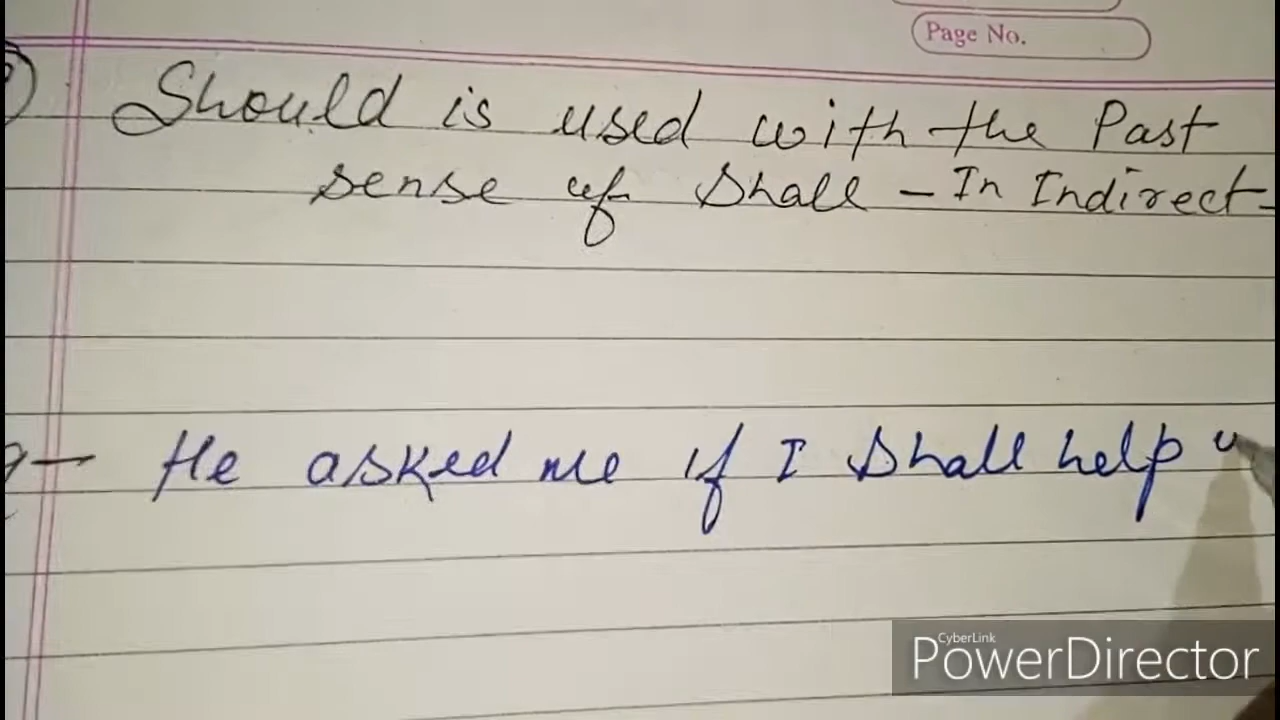 Page No.
Should is used with the Past
sense of Shall - In Indirect -
He asked me if I Shall help
CyberLink
PowerDirector